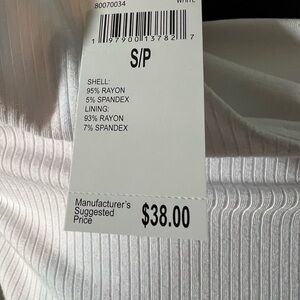 80070034 WHITE
1 97900 13782 7
S/P
SHELL:
95% RAYON
5% SPANDEX
LINING:
93% RAYON
7% SPANDEX
Manufacturer's
Suggested
Price
$38.00